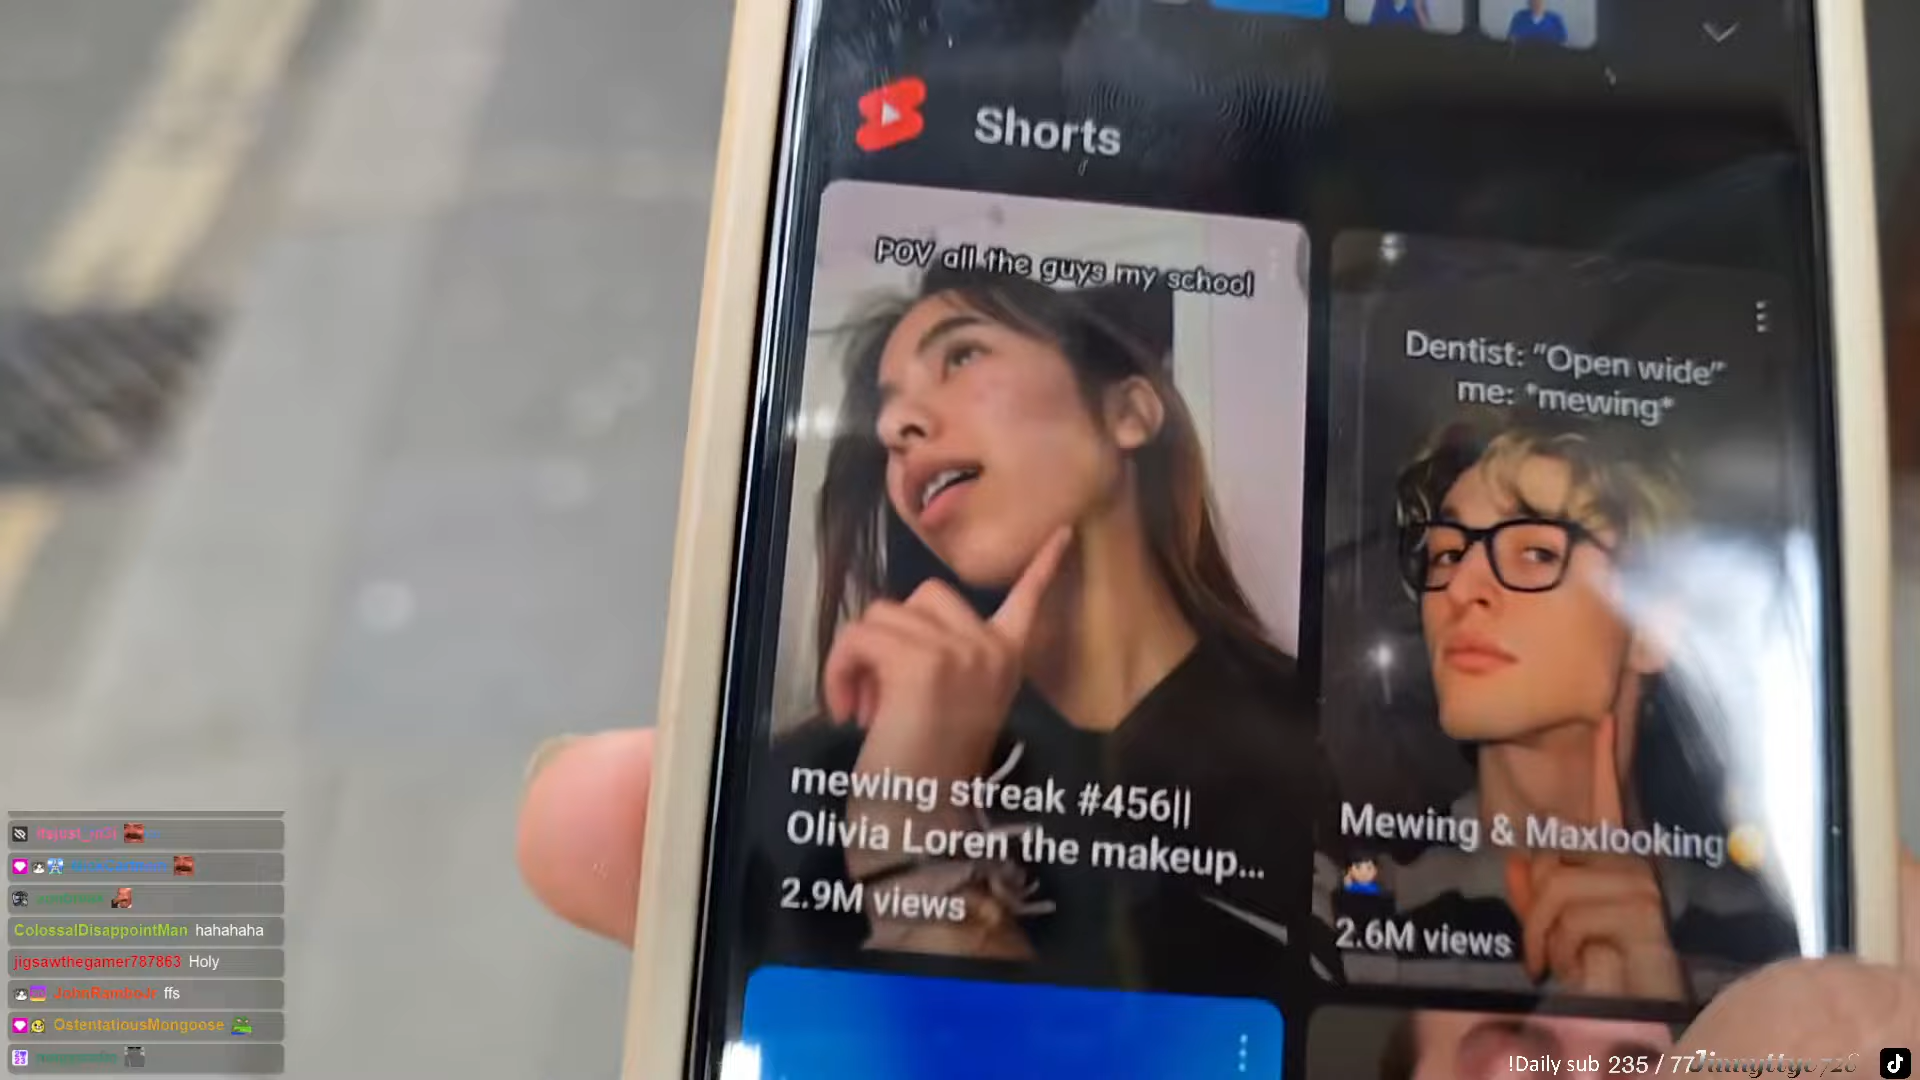 Shorts
POV all the guys my school
mewing streak #456||
Olivia Loren the makeup...
2.9M views
Dentist: "Open wide"
me: *mewing*
Mewing & Maxlooking
2.6M views
ColossalDisappointMan hahahaha
jigsawthegamer787863 Holy
JohnRamboJr ffs
OstentatiousMongoose
!Daily sub 235 / 77